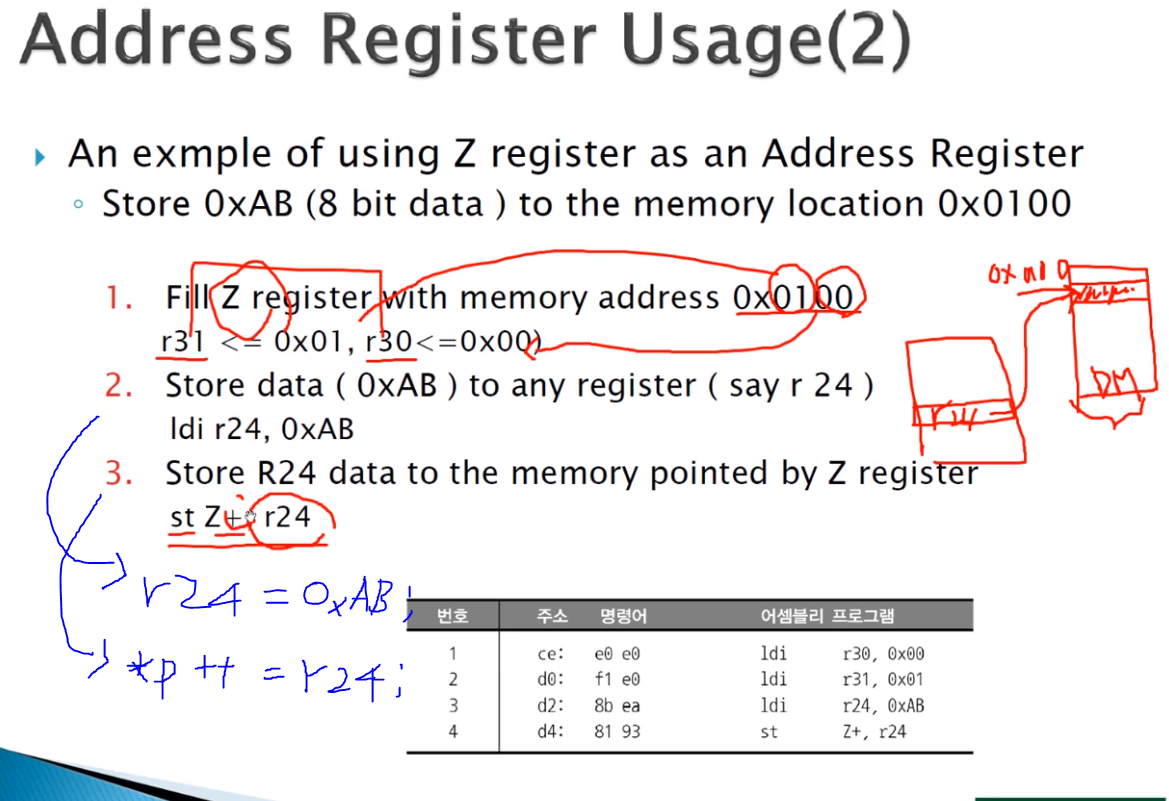 Address Register Usage(2)
An exmple of using Z register as an Address Register
Store 0xAB (8 bit data ) to the memory location 0x0100
1. Fill Z register with memory address 0x0100
r31 <= 0x01, r30<=0x00)
2. Store data ( 0xAB ) to any register ( say r 24 )
ldi r24, 0xAB
DM
r24
3. Store R24 data to the memory pointed by Z register
st Z+, r24
r24 = 0xAB;
*p++ = r24;
번호 주소 명령어 어셈블리 프로그램
1 ce: e0 e0 ldi r30, 0x00
2 d0: f1 e0 ldi r31, 0x01
3 d2: 8b ea ldi r24, 0xAB
4 d4: 81 93 st Z+, r24